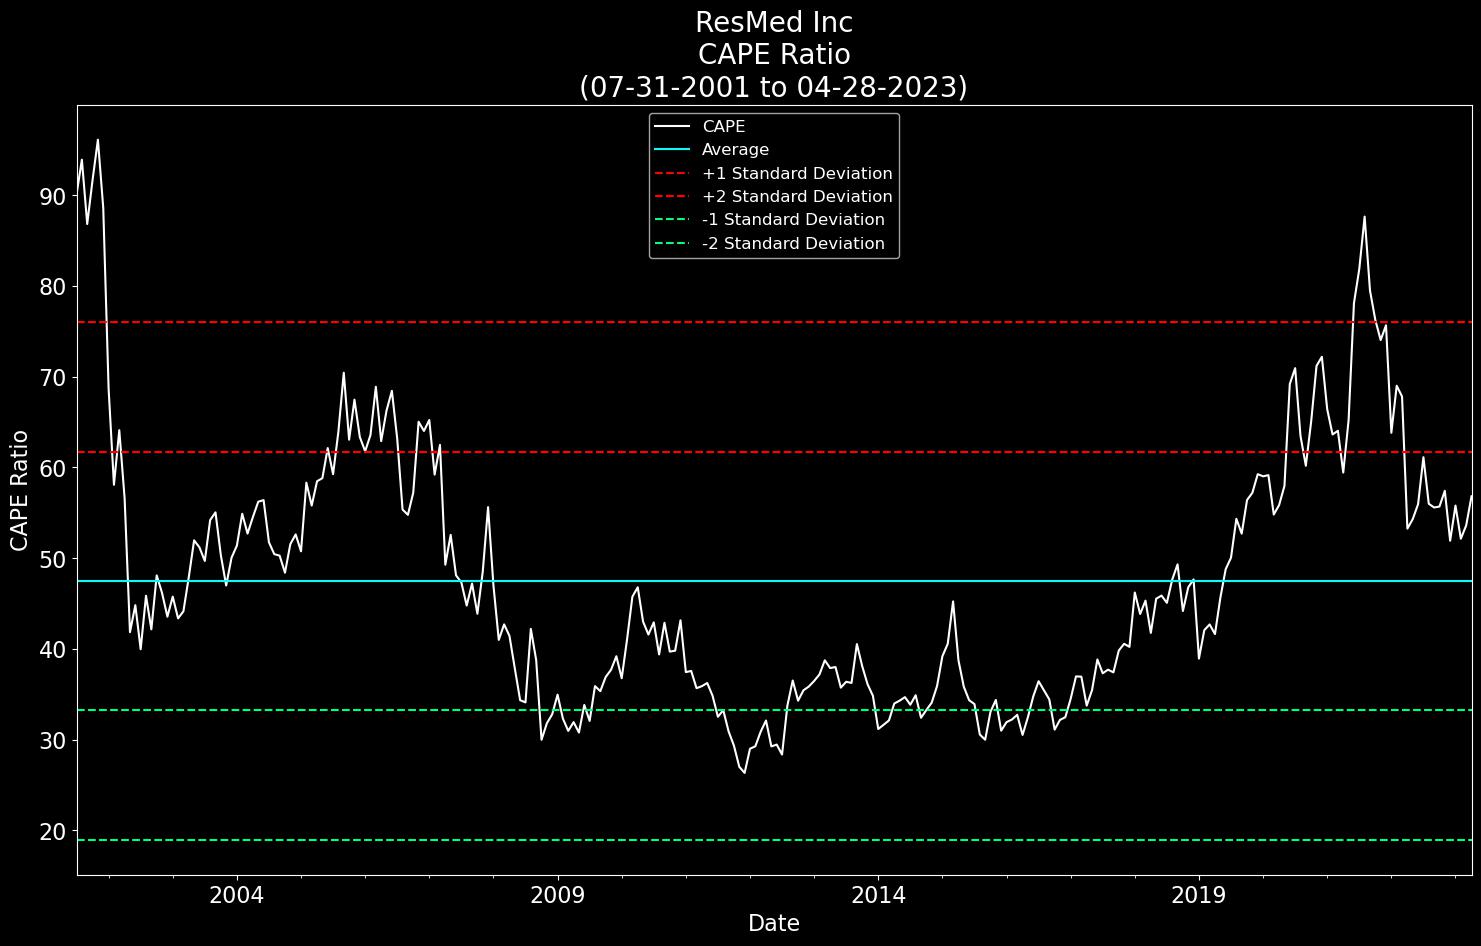 ResMed Inc
CAPE Ratio
(07-31-2001 to 04-28-2023)
CAPE
Average
+1 Standard Deviation
+2 Standard Deviation
-1 Standard Deviation
-2 Standard Deviation
90
80
70
60
50
40
30
20
CAPE Ratio
2004
2009
2014
2019
Date